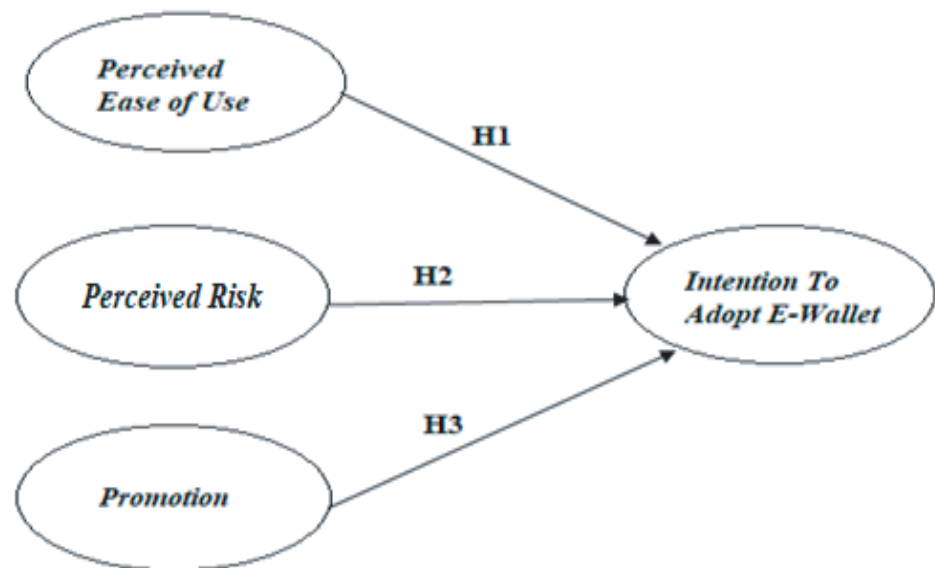 Perceived
Ease of Use
H1
Perceived Risk
H2
Intention To
Adopt E-Wallet
H3
Promotion